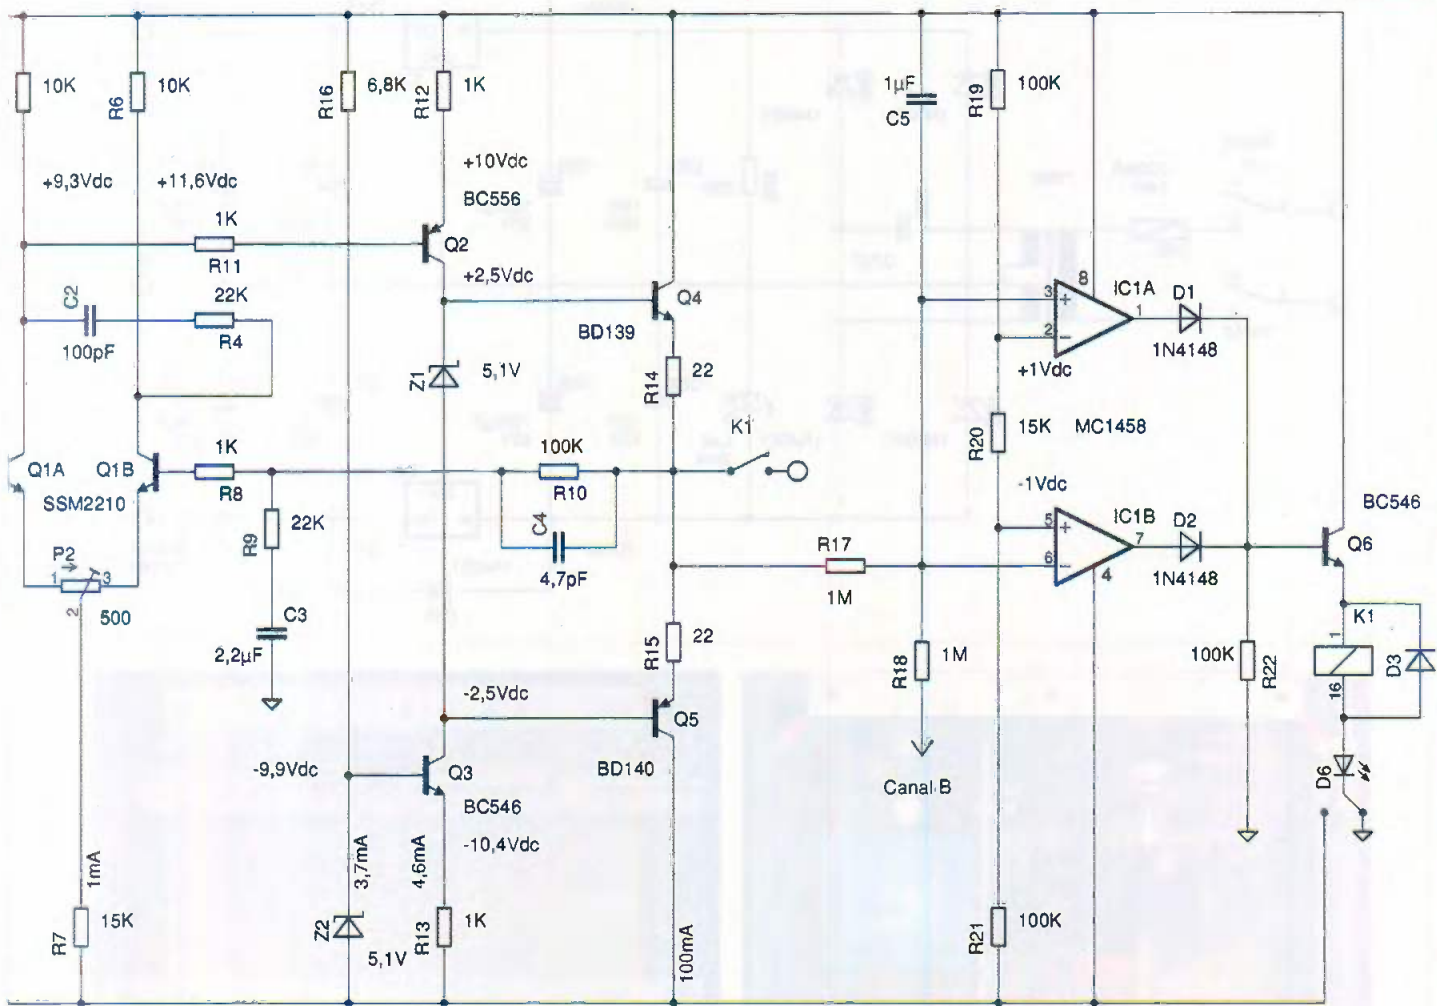 10K
R6
10K
R16
6,8K
R12
1K
1µF
C5
R19
100K
+9,3Vdc
+11,6Vdc
+10Vdc
BC556
1K
R11
Q2
+2,5Vdc
C2
100pF
22K
R4
Q4
BD139
Z1
5,1V
R14
22
3
+
2
−
8
1
IC1A
D1
1N4148
+1Vdc
R20
15K
MC1458
-1Vdc
Q1A
Q1B
SSM2210
1K
R8
100K
R10
K1
C4
4,7pF
R9
22K
P2
1
3
2
500
C3
2,2µF
R17
1M
5
+
6
−
7
4
IC1B
D2
1N4148
BC546
Q6
R15
22
R18
1M
100K
R22
K1
1
16
D3
-2,5Vdc
Q5
BD140
-9,9Vdc
Q3
BC546
-10,4Vdc
Canal B
D6
1mA
3,7mA
4,6mA
R7
15K
Z2
5,1V
R13
1K
100mA
R21
100K